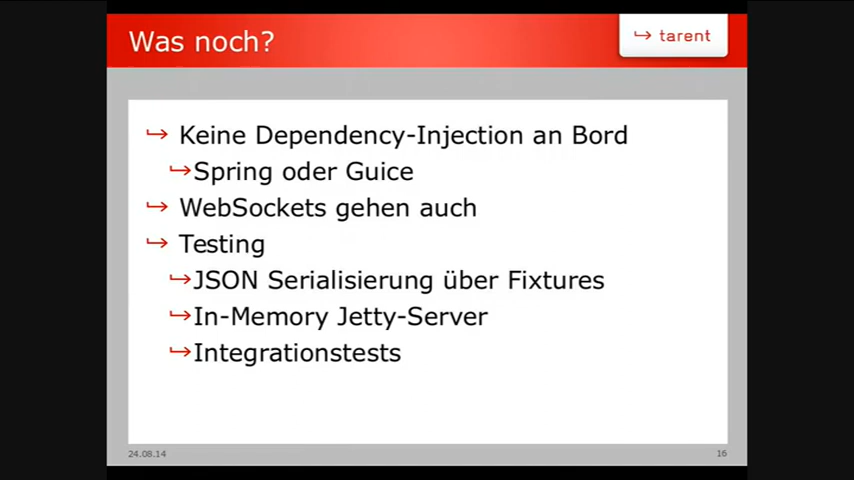 Was noch?
↪ tarent
↪ Keine Dependency-Injection an Bord
↪Spring oder Guice
↪ WebSockets gehen auch
↪ Testing
↪JSON Serialisierung über Fixtures
↪In-Memory Jetty-Server
↪Integrationstests
24.08.14
16